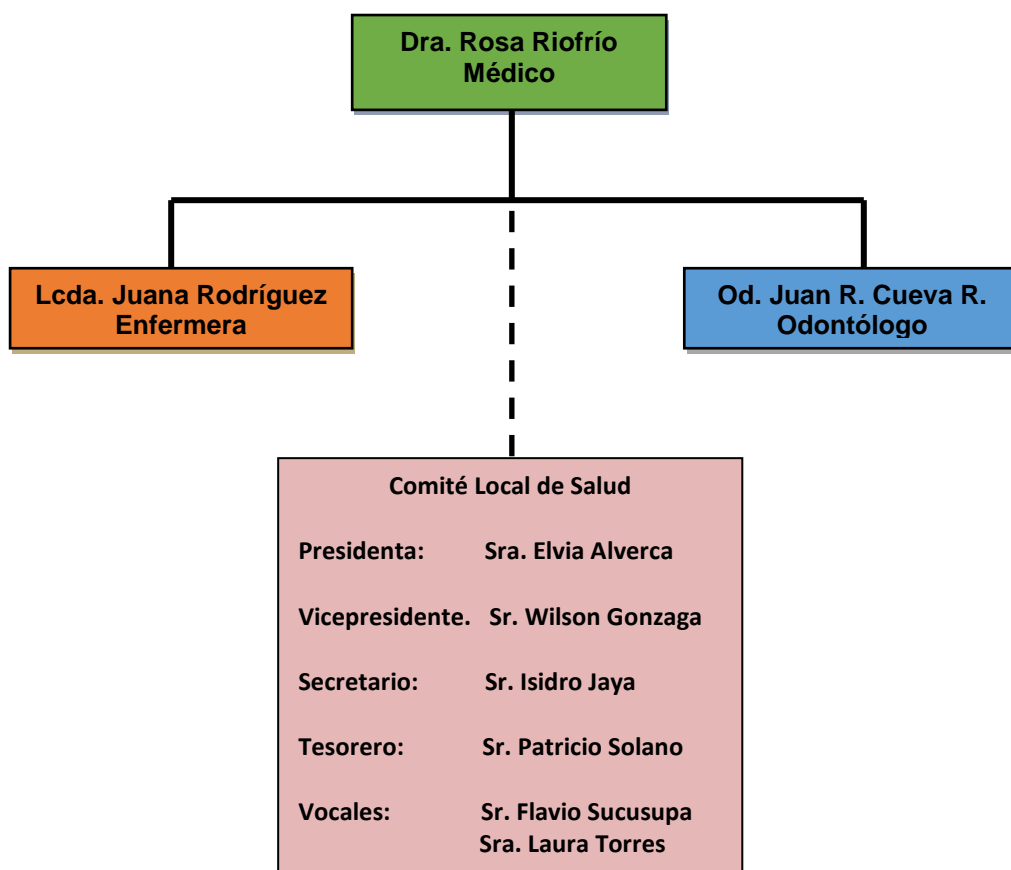 Dra. Rosa Riofrío
Médico
Lcda. Juana Rodríguez
Enfermera
Od. Juan R. Cueva R.
Odontólogo
Comité Local de Salud
Presidenta: Sra. Elvia Alverca
Vicepresidente. Sr. Wilson Gonzaga
Secretario: Sr. Isidro Jaya
Tesorero: Sr. Patricio Solano
Vocales: Sr. Flavio Sucusupa
Sra. Laura Torres